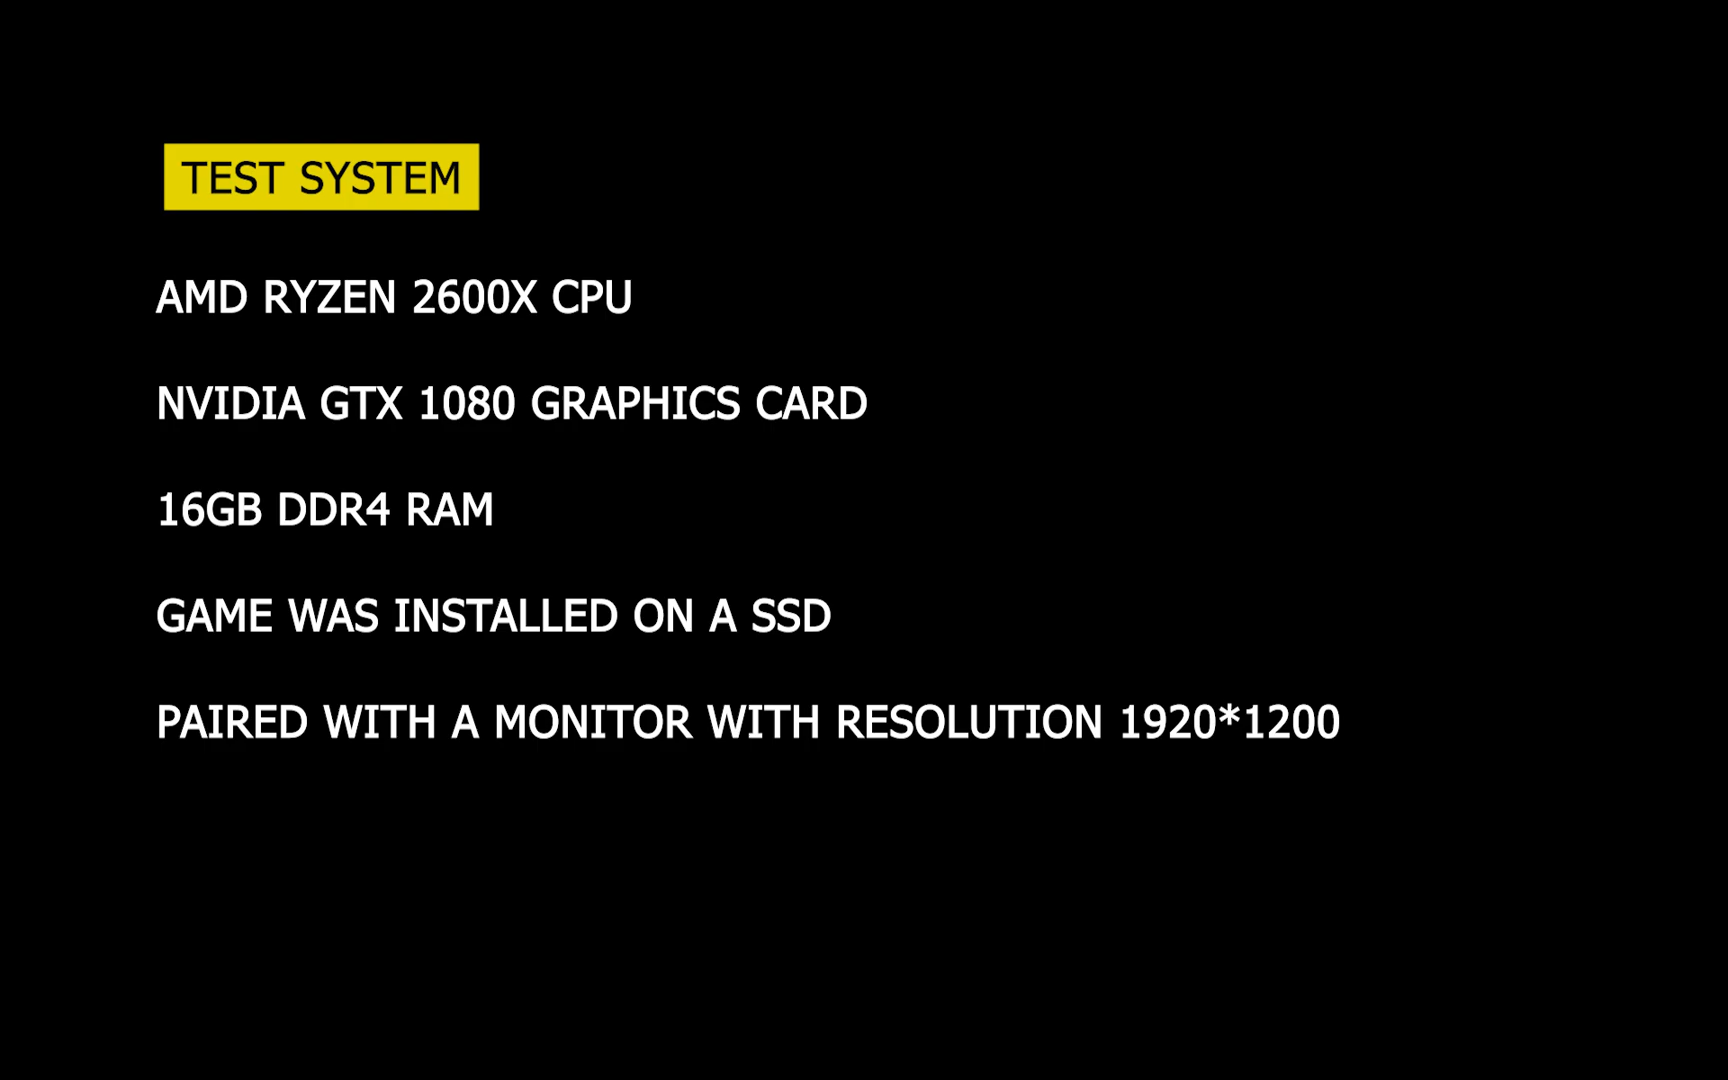 TEST SYSTEM
AMD RYZEN 2600X CPU
NVIDIA GTX 1080 GRAPHICS CARD
16GB DDR4 RAM
GAME WAS INSTALLED ON A SSD
PAIRED WITH A MONITOR WITH RESOLUTION 1920*1200